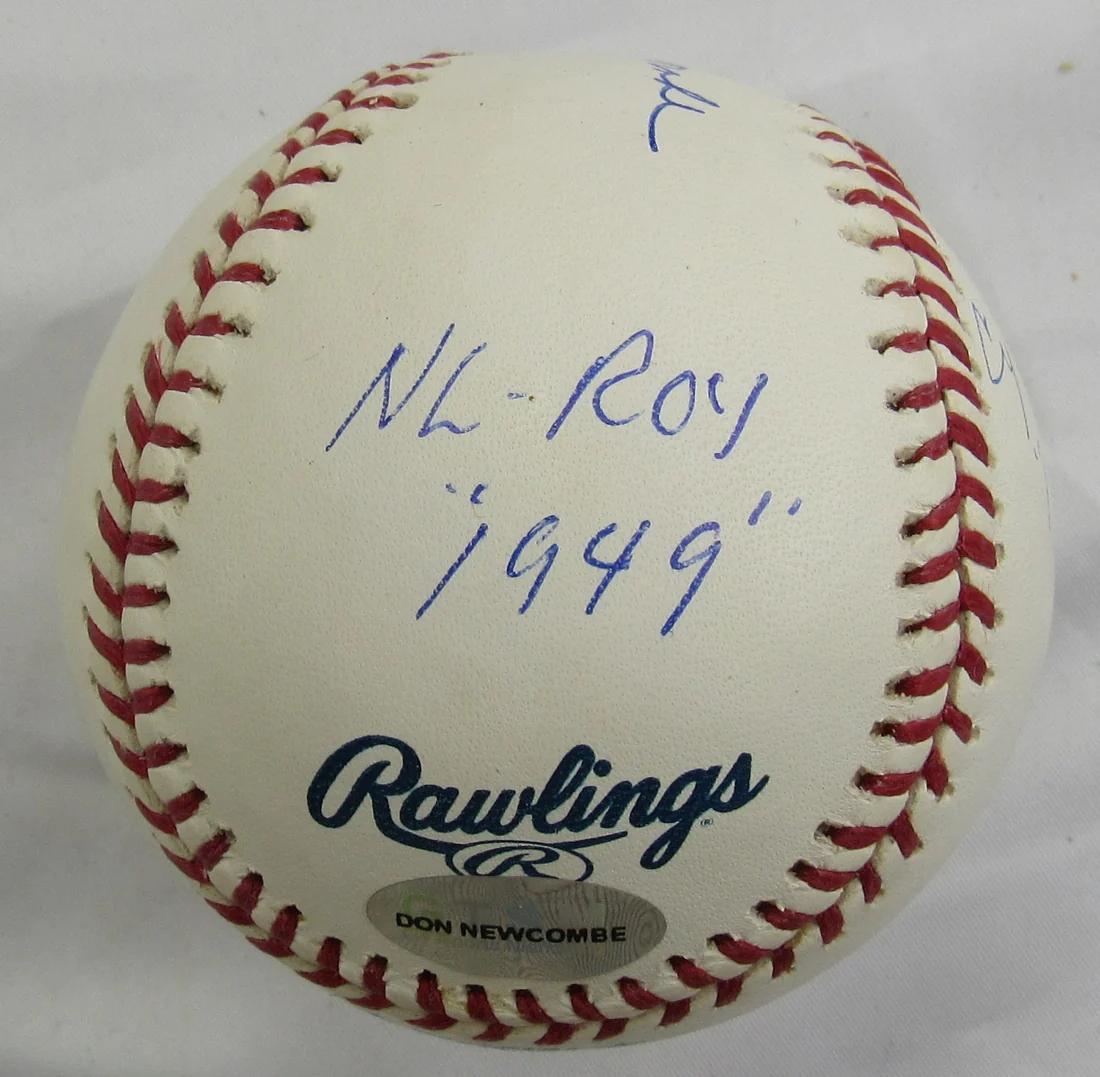 NL-ROY
"1949"
Rawlings
R
DON NEWCOMBE